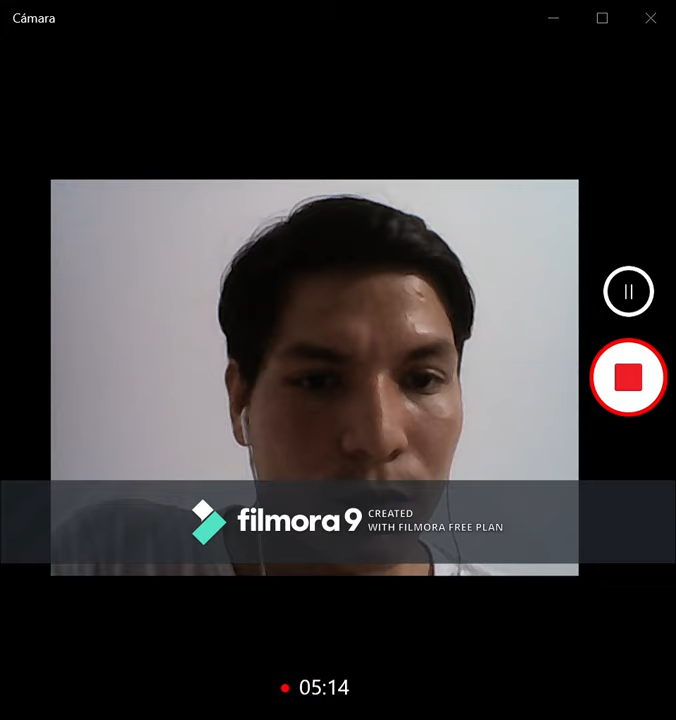 Cámara
filmora 9
CREATED
WITH FILMORA FREE PLAN
05:14